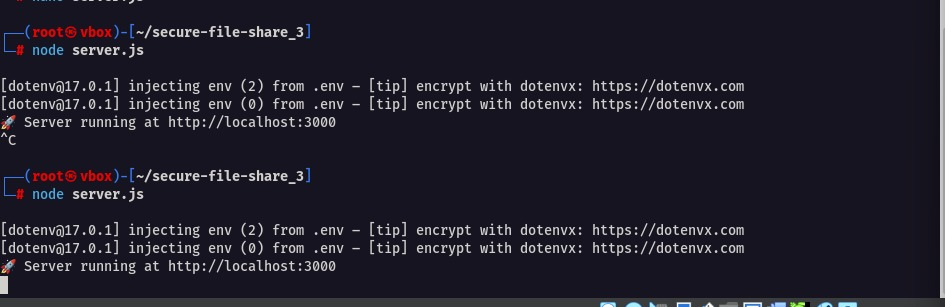 ┌──(root㉿vbox)-[~/secure-file-share_3]
└─# node server.js
[dotenv@17.0.1] injecting env (2) from .env – [tip] encrypt with dotenvx: https://dotenvx.com
[dotenv@17.0.1] injecting env (0) from .env – [tip] encrypt with dotenvx: https://dotenvx.com
🚀 Server running at http://localhost:3000
^C
┌──(root㉿vbox)-[~/secure-file-share_3]
└─# node server.js
[dotenv@17.0.1] injecting env (2) from .env – [tip] encrypt with dotenvx: https://dotenvx.com
[dotenv@17.0.1] injecting env (0) from .env – [tip] encrypt with dotenvx: https://dotenvx.com
🚀 Server running at http://localhost:3000